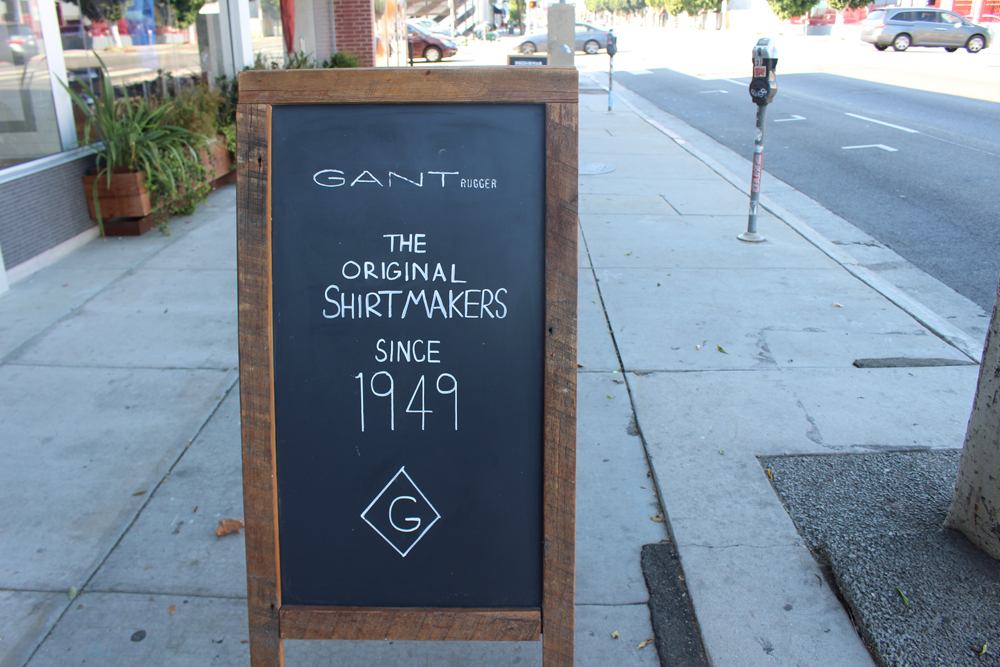 GANT RUGGER
THE
ORIGINAL
SHIRTMAKERS
SINCE
1949
G